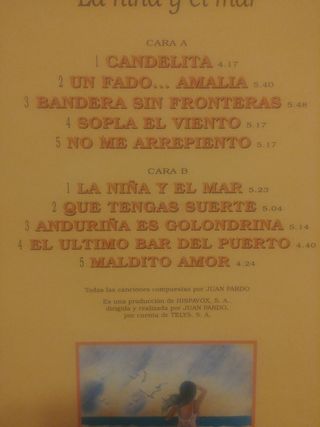 La niña y el mar
CARA A
1 CANDELITA 4.17
2 UN FADO... AMALIA 5.40
3 BANDERA SIN FRONTERAS 5.48
4 SOPLA EL VIENTO 5.17
5 NO ME ARREPIENTO 5.17
CARA B
1 LA NIÑA Y EL MAR 5.23
2 QUE TENGAS SUERTE 5.04
3 ANDURIÑA ES GOLONDRINA 5.14
4 EL ULTIMO BAR DEL PUERTO 4.40
5 MALDITO AMOR 4.24
Todas las canciones compuestas por JUAN PARDO
Es una producción de HISPAVOX, S. A.
dirigida y realizada por JUAN PARDO,
por cuenta de TELYS, S. A.